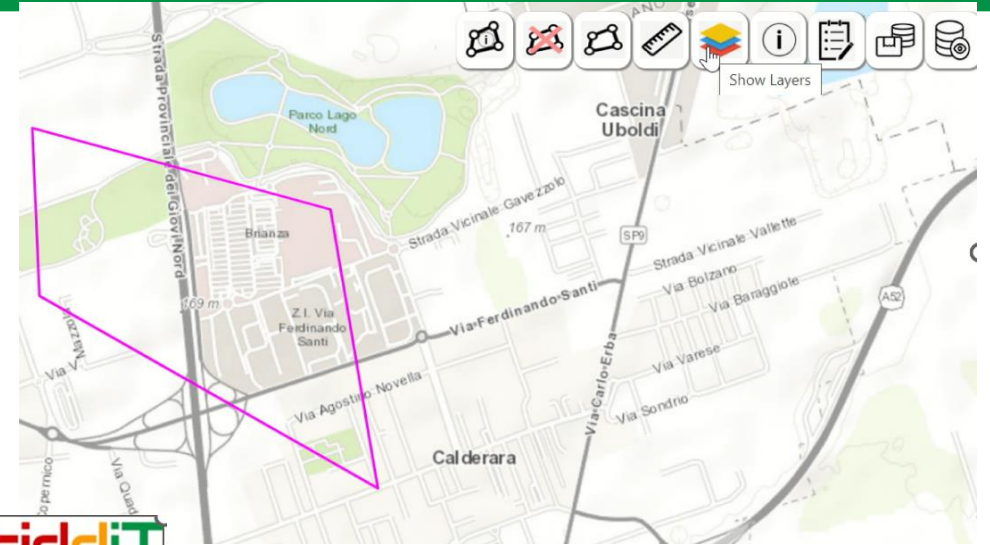 Show Layers
Strada Provinciale dei Giovi Nord
Parco Lago
Nord
Cascina
Uboldi
Strada Vicinale Gavezzolo
167 m
SP9
Strada Vicinale Vallette
Brianza
Via Bolzano
Via Baraggiole
A52
169 m
Z.I. Via
Ferdinando
Santi
Via Ferdinando Santi
Via Carlo Erba
Via Varese
Via Agostino Novella
Via Sondrio
Calderara